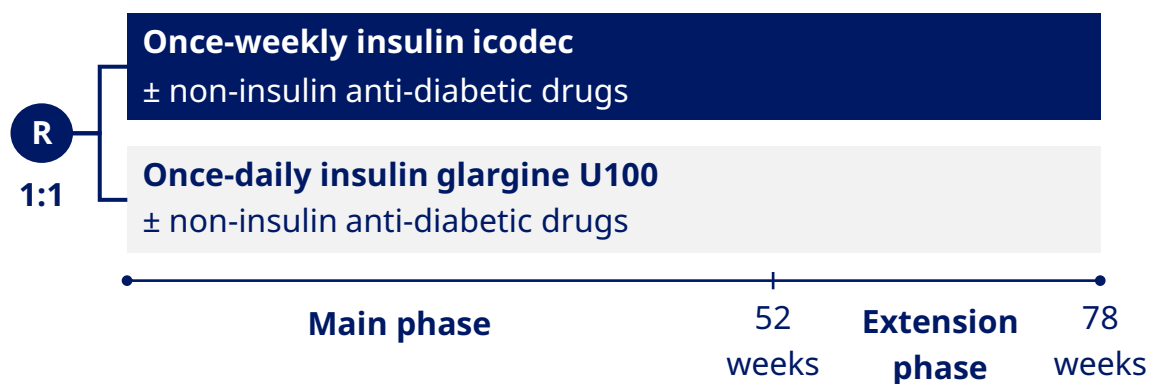 Once-weekly insulin icodec
± non-insulin anti-diabetic drugs
R
1:1
Once-daily insulin glargine U100
± non-insulin anti-diabetic drugs
Main phase
52
weeks
Extension
phase
78
weeks